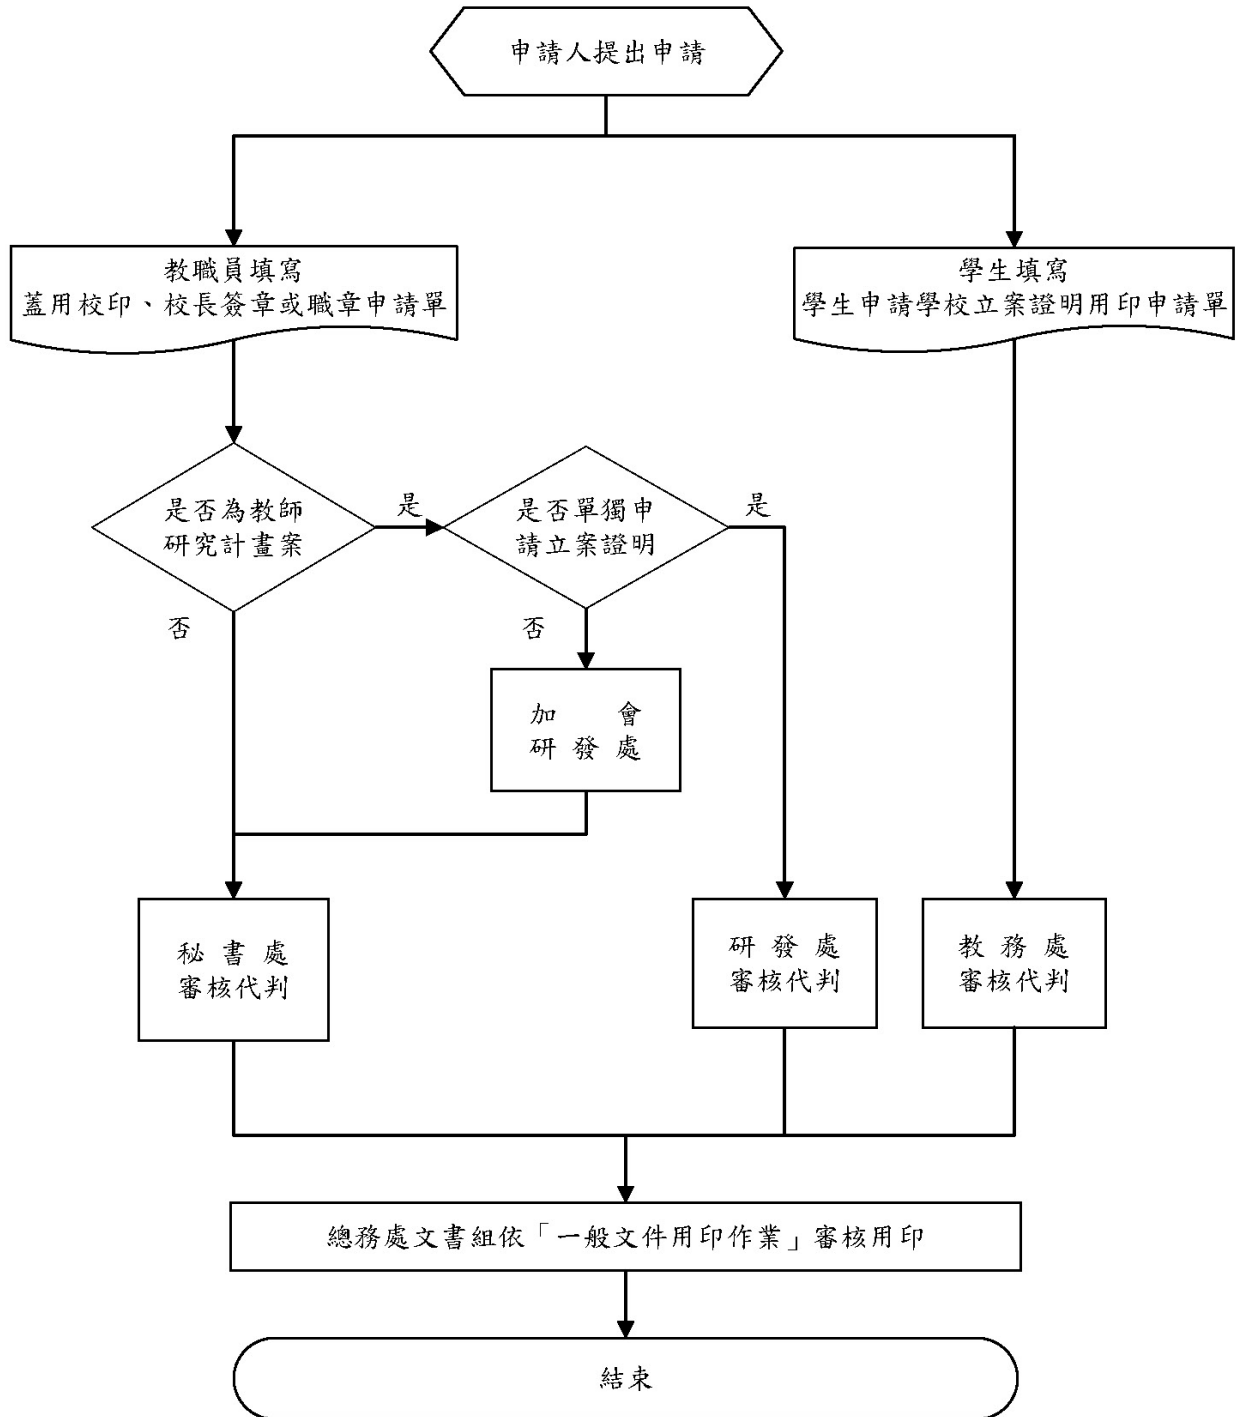 申請人提出申請
教職員填寫
蓋用校印、校長簽章或職章申請單
學生填寫
學生申請學校立案證明用印申請單
是否為教師
研究計畫案
是
是否單獨申
請立案證明
是
否
否
加 會
研 發 處
秘 書 處
審核代判
研 發 處
審核代判
教 務 處
審核代判
總務處文書組依「一般文件用印作業」審核用印
結束